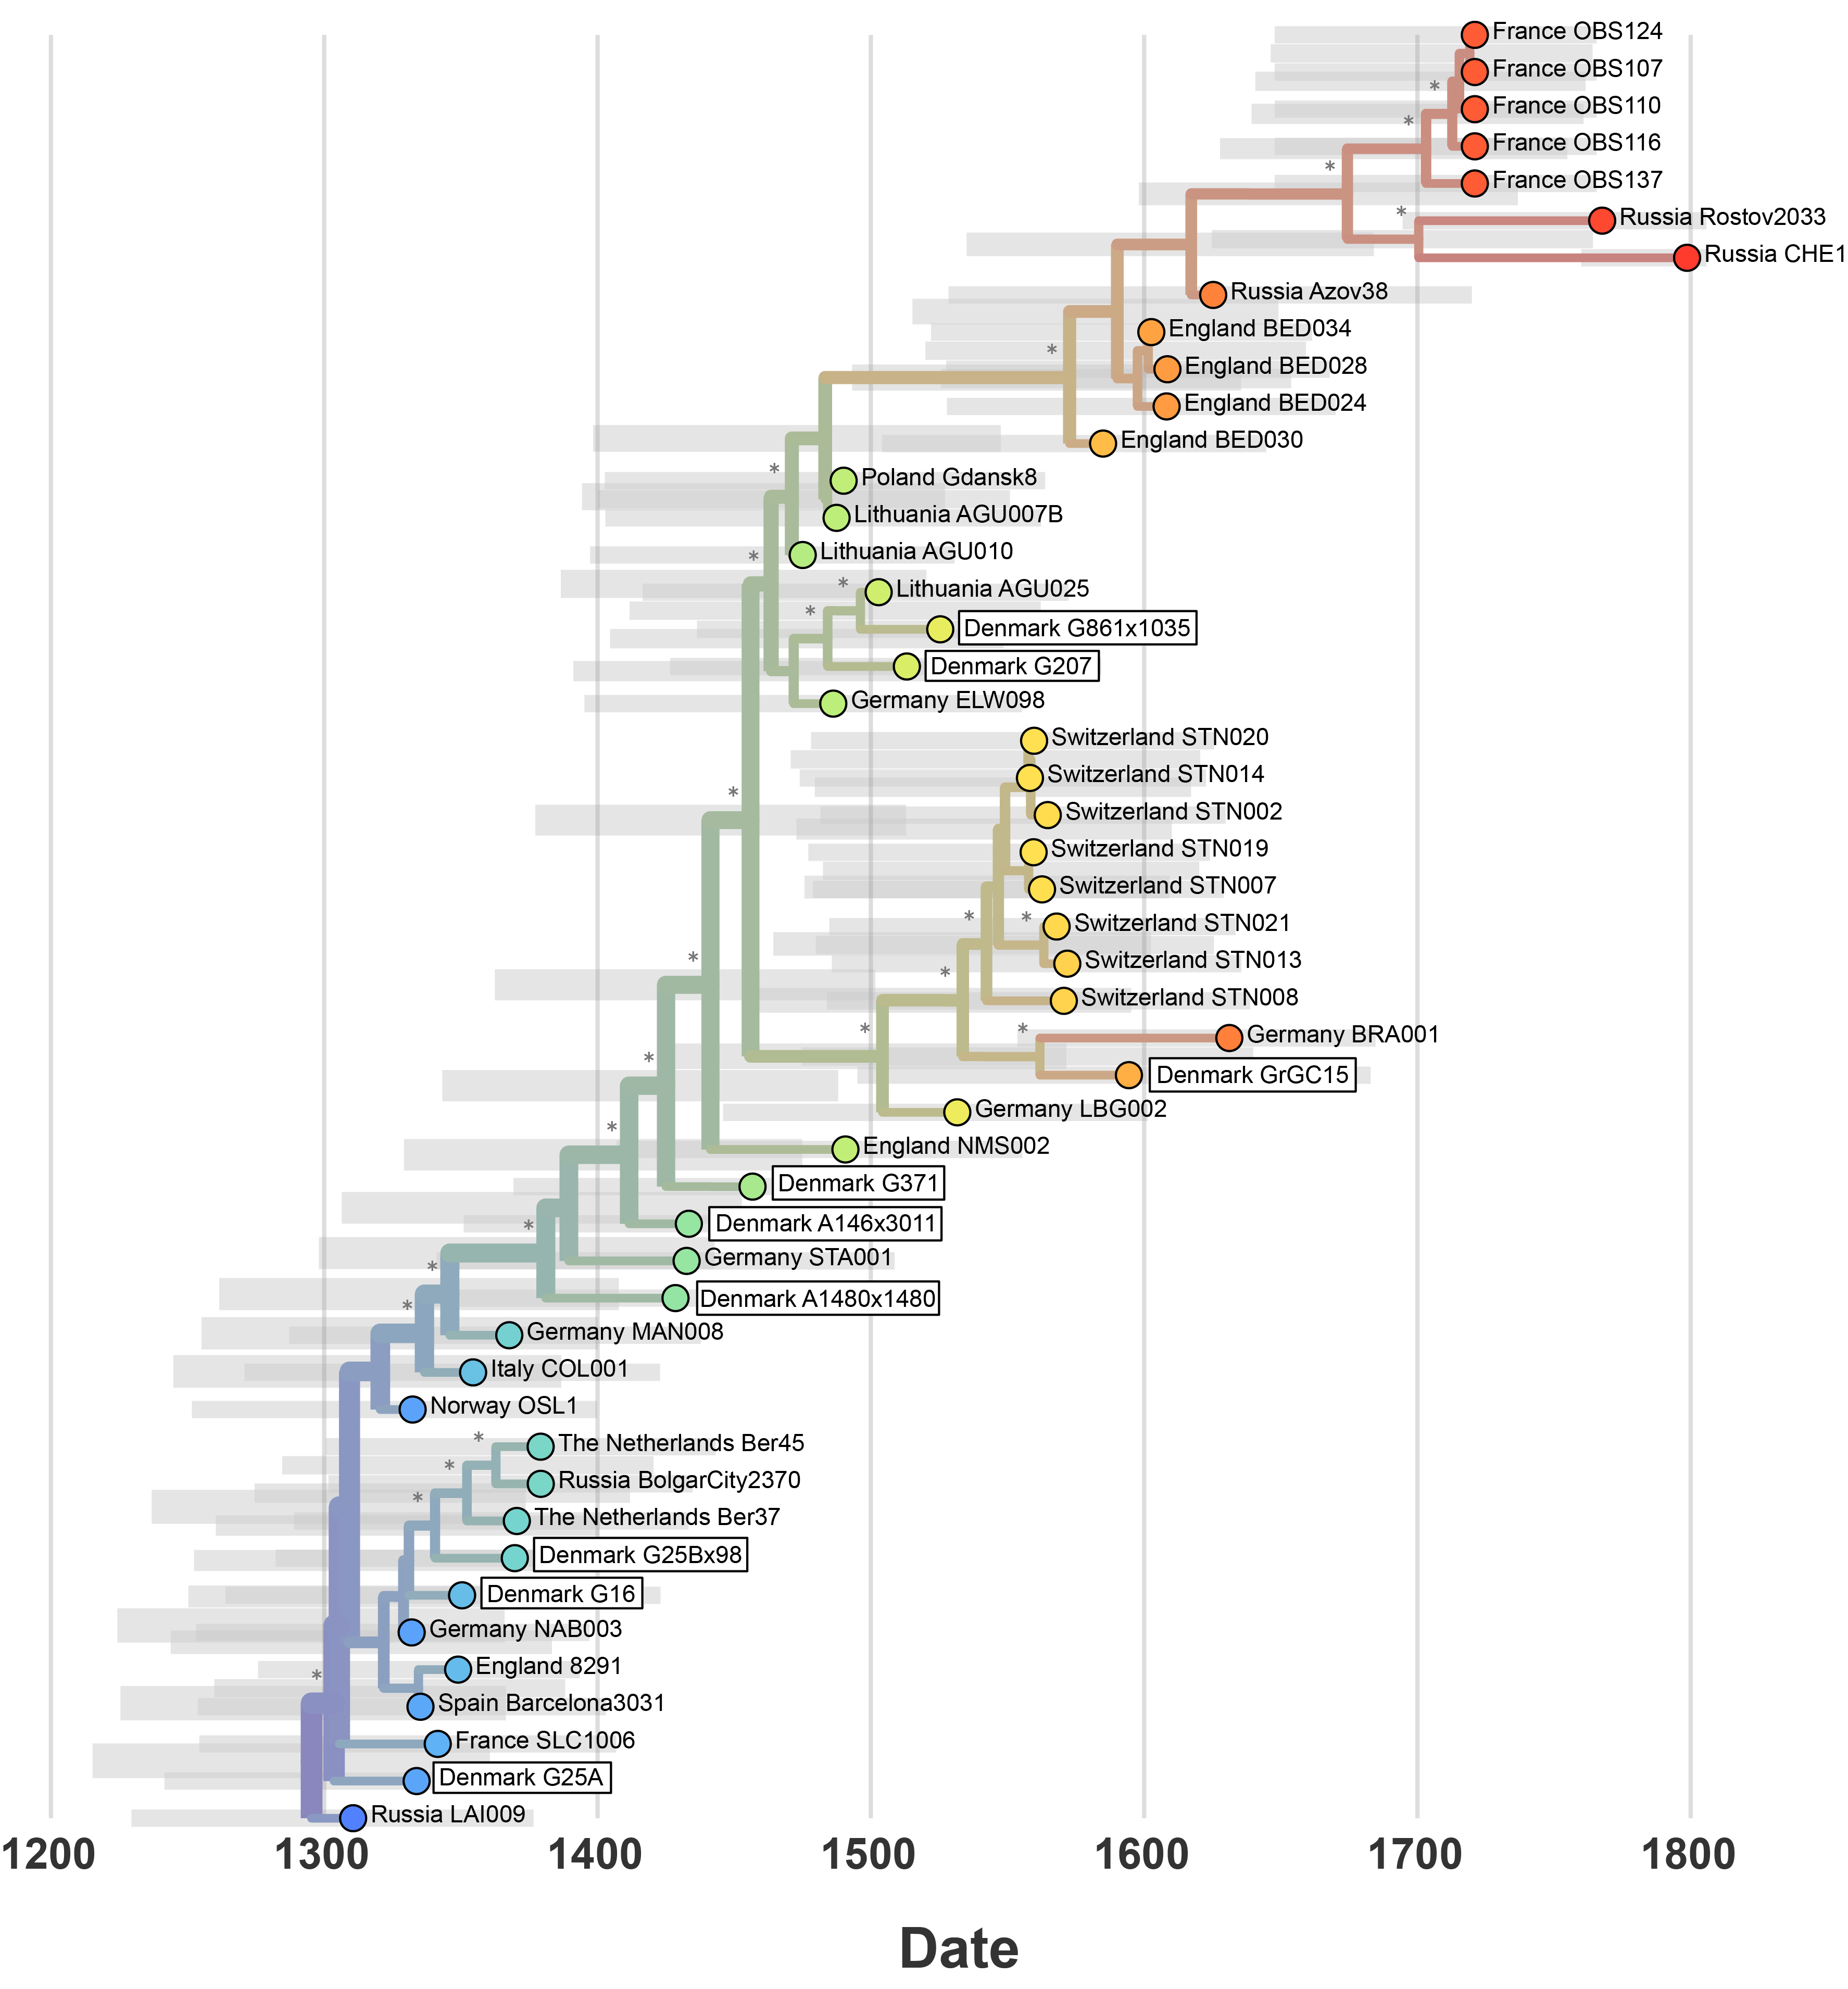 France OBS124
France OBS107
*
France OBS110
*
France OBS116
*
France OBS137
*
Russia Rostov2033
Russia CHE1
Russia Azov38
England BED034
*
England BED028
England BED024
England BED030
*
Poland Gdansk8
Lithuania AGU007B
*
Lithuania AGU010
*
Lithuania AGU025
*
Denmark G861x1035
Denmark G207
Germany ELW098
Switzerland STN020
Switzerland STN014
*
Switzerland STN002
Switzerland STN019
Switzerland STN007
* *
Switzerland STN021
*
*
Switzerland STN013
Switzerland STN008
* *
Germany BRA001
*
Denmark GrGC15
Germany LBG002
*
England NMS002
Denmark G371
*
Denmark A146x3011
Germany STA001
*
Denmark A1480x1480
*
Germany MAN008
Italy COL001
Norway OSL1
*
The Netherlands Ber45
*
Russia BolgarCity2370
*
The Netherlands Ber37
Denmark G25Bx98
Denmark G16
Germany NAB003
England 8291
*
Spain Barcelona3031
France SLC1006
Denmark G25A
Russia LAI009
1200 1300 1400 1500 1600 1700 1800
Date